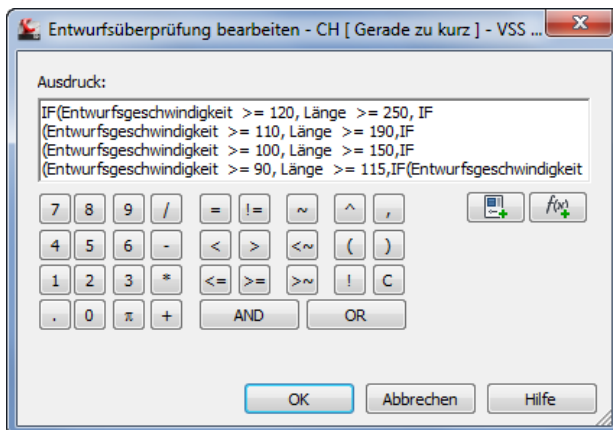 Entwurfsüberprüfung bearbeiten - CH [ Gerade zu kurz ] - VSS ...
Ausdruck:
IF(Entwurfsgeschwindigkeit >= 120, Länge >= 250, IF
(Entwurfsgeschwindigkeit >= 110, Länge >= 190,IF
(Entwurfsgeschwindigkeit >= 100, Länge >= 150,IF
(Entwurfsgeschwindigkeit >= 90, Länge >= 115,IF(Entwurfsgeschwindigkeit
7 8 9 / = != ~ ^ , f(x)
4 5 6 - < > <~ ( )
1 2 3 * <= >= >~ ! C
. 0 π + AND OR
OK Abbrechen Hilfe